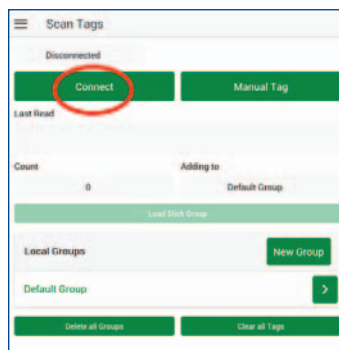 Scan Tags
Disconnected
Connect
Manual Tag
Last Read
Count
Adding to
0
Default Group
Load Stick Group
Local Groups
New Group
Default Group
Delete all Groups
Clear all Tags